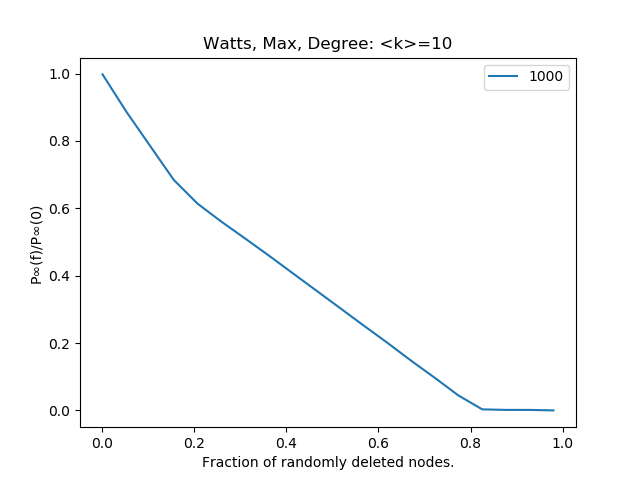 Watts, Max, Degree: <k>=10
1000
1.0
0.8
0.6
0.4
0.2
0.0
P∞(f)/P∞(0)
0.0 0.2 0.4 0.6 0.8 1.0
Fraction of randomly deleted nodes.